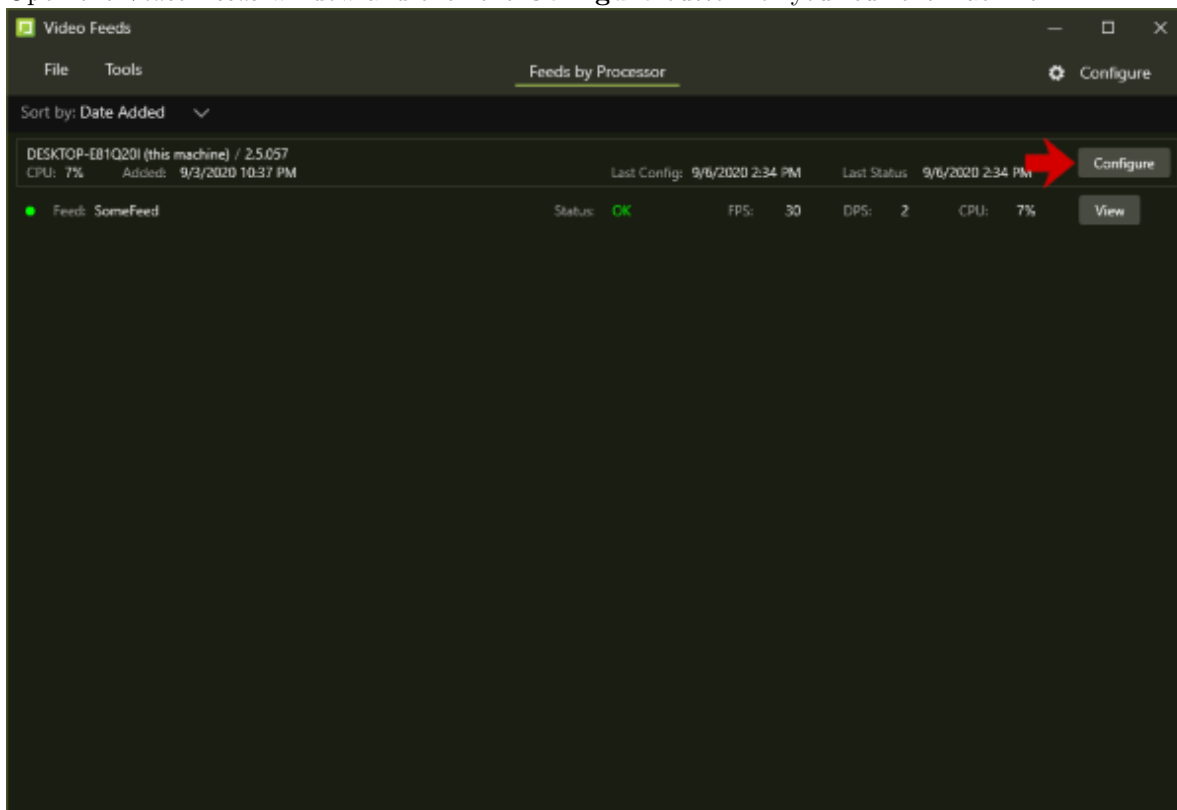 Video Feeds
File Tools Feeds by Processor Configure
Sort by: Date Added
DESKTOP-E81Q20I (this machine) / 2.5.057
CPU: 7% Added: 9/3/2020 10:37 PM Last Config: 9/6/2020 2:34 PM Last Status 9/6/2020 2:34 PM Configure
Feed: SomeFeed Status: OK FPS: 30 DPS: 2 CPU: 7% View